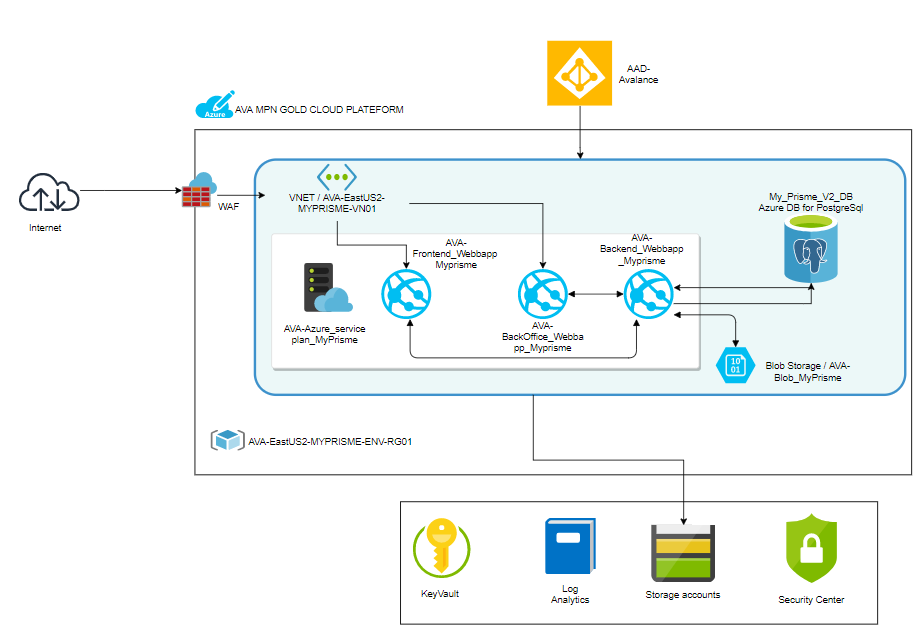 AAD-
Avalance
Azure
AVA MPN GOLD CLOUD PLATEFORM
Internet
WAF
VNET / AVA-EastUS2-
MYPRISME-VN01
My_Prisme_V2_DB
Azure DB for PostgreSql
AVA-
Frontend_Webbapp
Myprisme
AVA-
Backend_Webbapp
_Myprisme
AVA-Azure_service
plan_MyPrisme
AVA-
BackOffice_Webba
pp_Myprisme
10
01
Blob Storage / AVA-
Blob_MyPrisme
AVA-EastUS2-MYPRISME-ENV-RG01
KeyVault
Log
Analytics
Storage accounts
Security Center